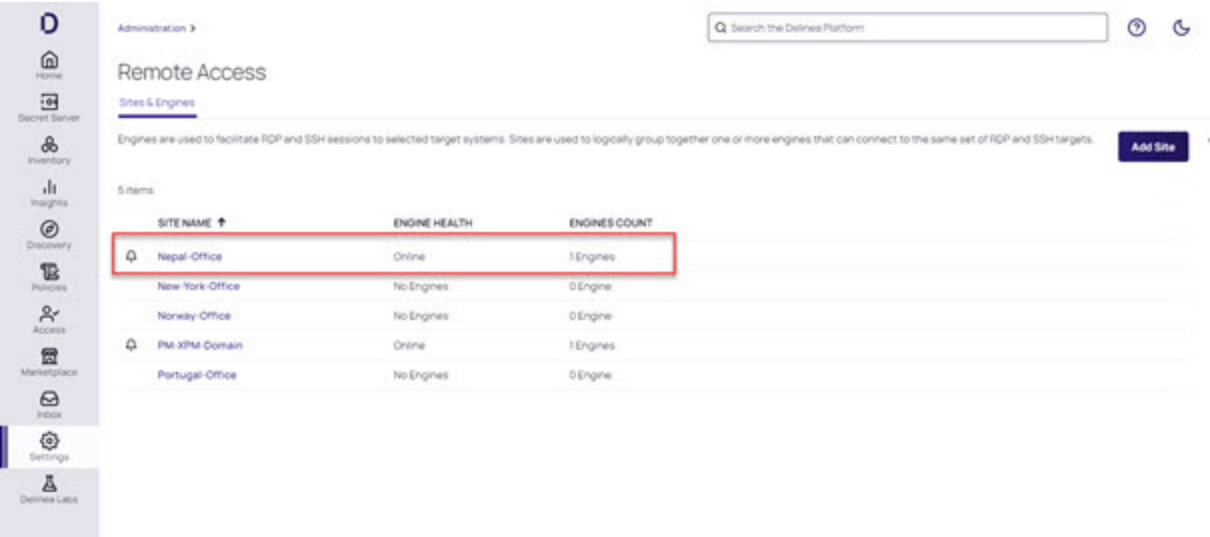 Administration >
Search the Delinea Platform
Home
Secret Server
Inventory
Insights
Discovery
Policies
Access
Marketplace
Inbox
Settings
Delinea Labs
Remote Access
Sites & Engines
Engines are used to facilitate RDP and SSH sessions to selected target systems. Sites are used to logically group together one or more engines that can connect to the same set of RDP and SSH targets.
Add Site
5 items
SITE NAME ↑ ENGINE HEALTH ENGINES COUNT
Nepal-Office Online 1 Engines
New-York-Office No Engines 0 Engine
Norway-Office No Engines 0 Engine
PM-XPM-Domain Online 1 Engines
Portugal-Office No Engines 0 Engine